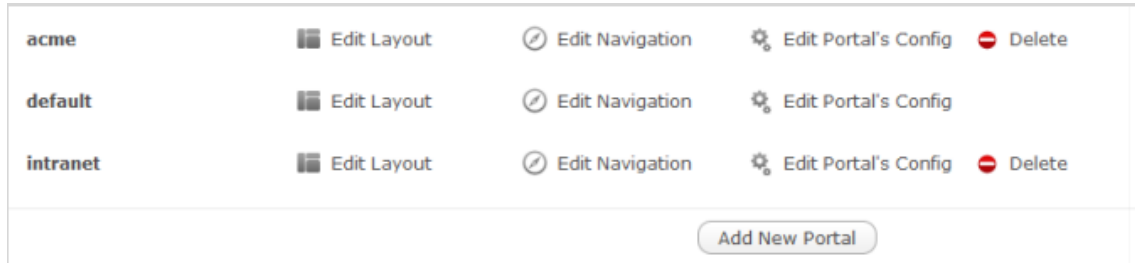 acme Edit Layout Edit Navigation Edit Portal's Config Delete
default Edit Layout Edit Navigation Edit Portal's Config
intranet Edit Layout Edit Navigation Edit Portal's Config Delete
Add New Portal